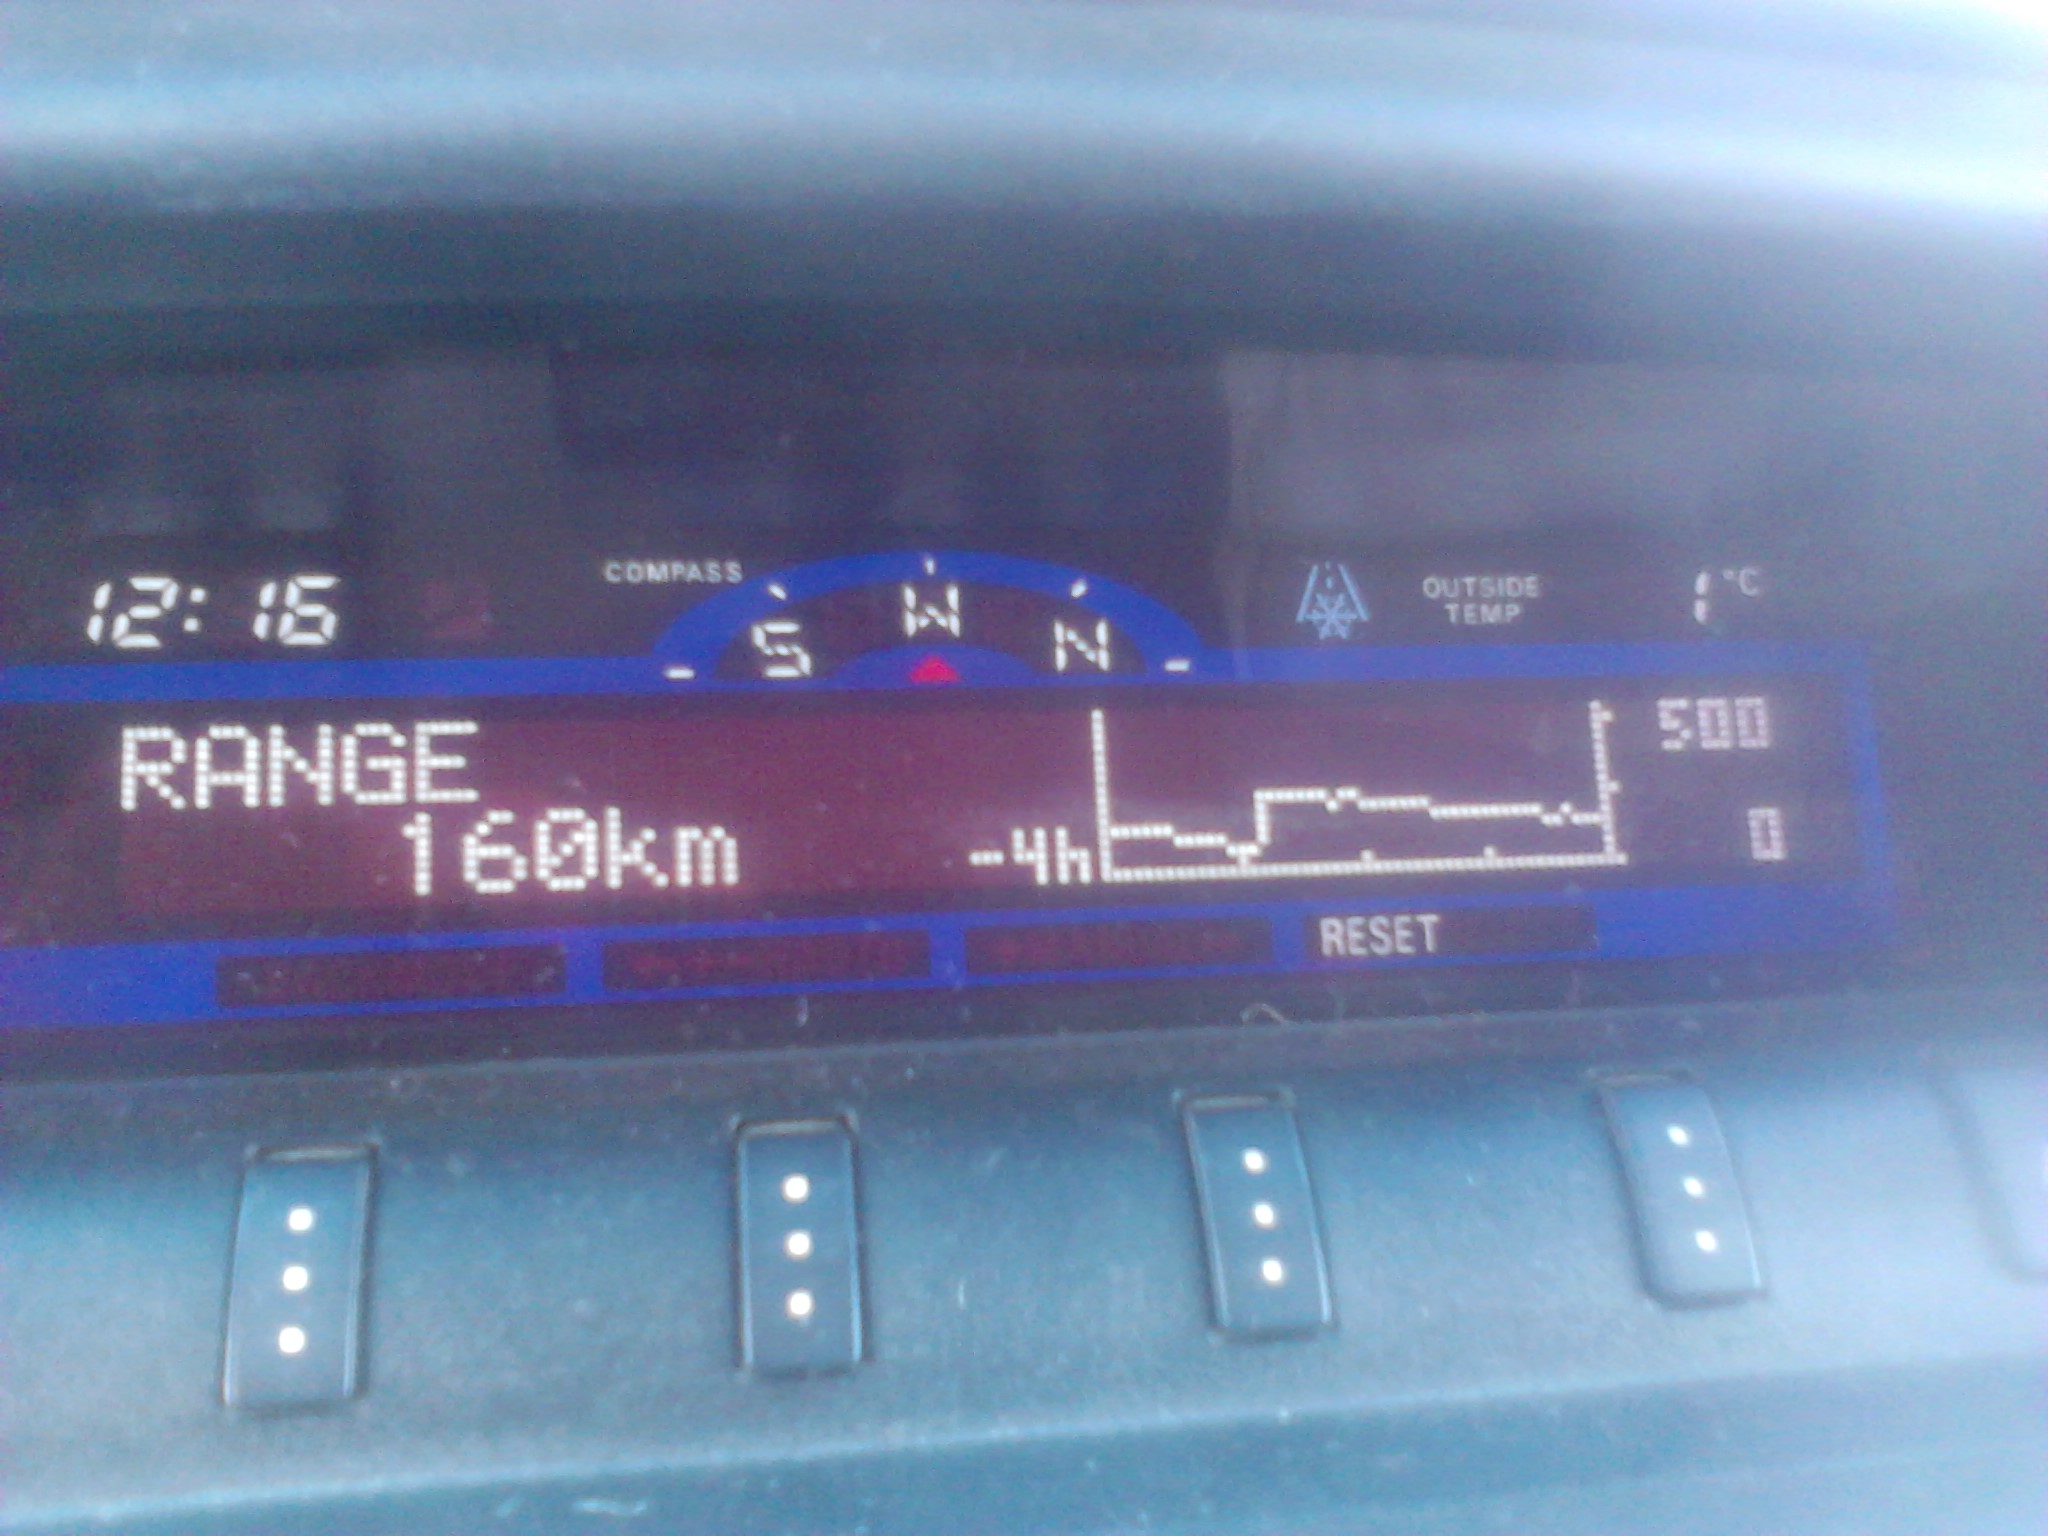 12:16
COMPASS
S W N
OUTSIDE
TEMP
1°C
RANGE
160km
-4h
500
0
RESET